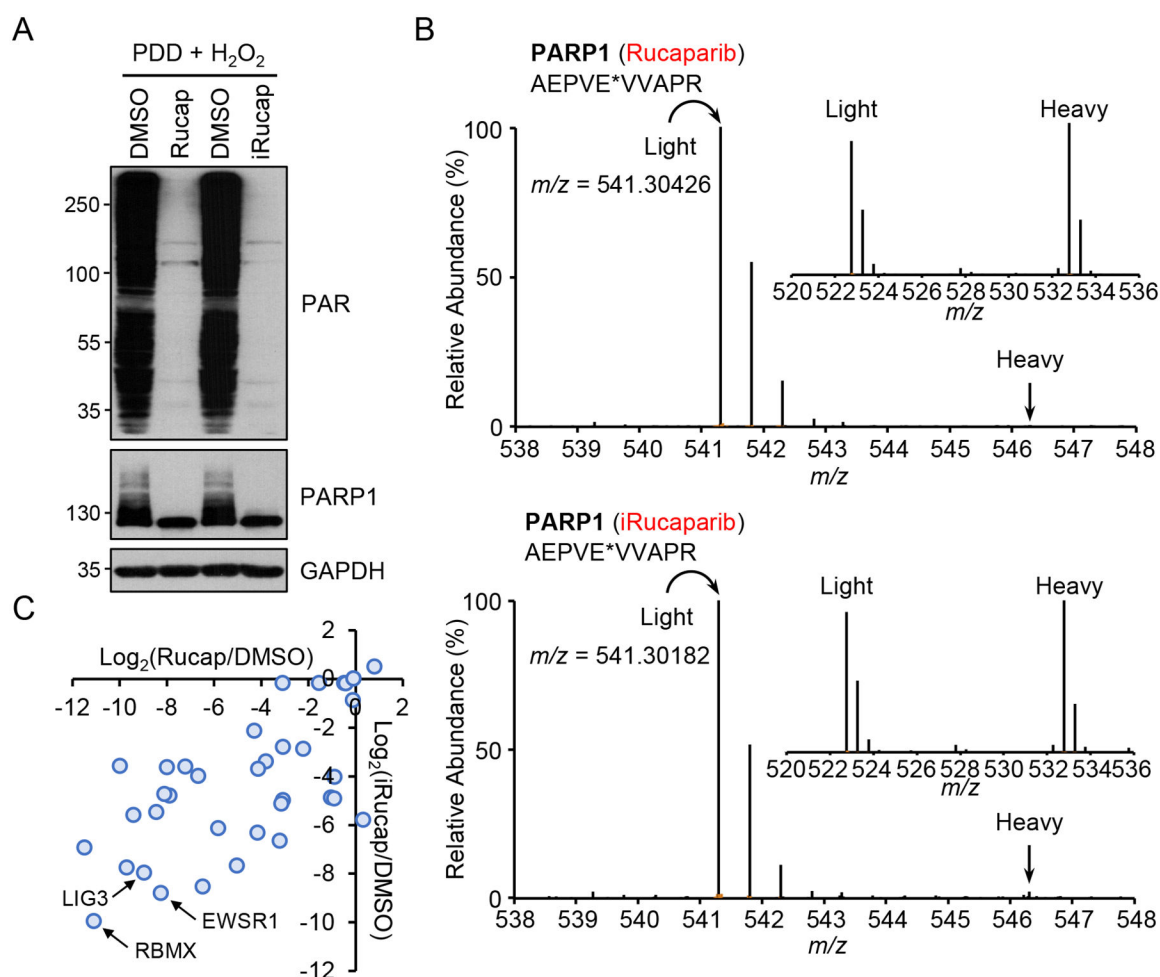 A
PDD + H₂O₂
DMSO
Rucap
DMSO
iRucap
250
100
55
35
PAR
130
PARP1
35
GAPDH
B
PARP1 (Rucaparib)
AEPVE*VVAPR
Light
m/z = 541.30426
Relative Abundance (%)
100
50
0
538 539 540 541 542 543 544 545 546 547 548
m/z
Heavy
Light
Heavy
520 522 524 526 528 530 532 534 536
m/z
PARP1 (iRucaparib)
AEPVE*VVAPR
Light
m/z = 541.30182
Relative Abundance (%)
100
50
0
538 539 540 541 542 543 544 545 546 547 548
m/z
Heavy
Light
Heavy
520 522 524 526 528 530 532 534 536
m/z
C
Log₂(Rucap/DMSO)
-12 -10 -8 -6 -4 -2 0 2
2
0
-2
-4
-6
-8
-10
-12
Log₂(iRucap/DMSO)
LIG3
EWSR1
RBMX